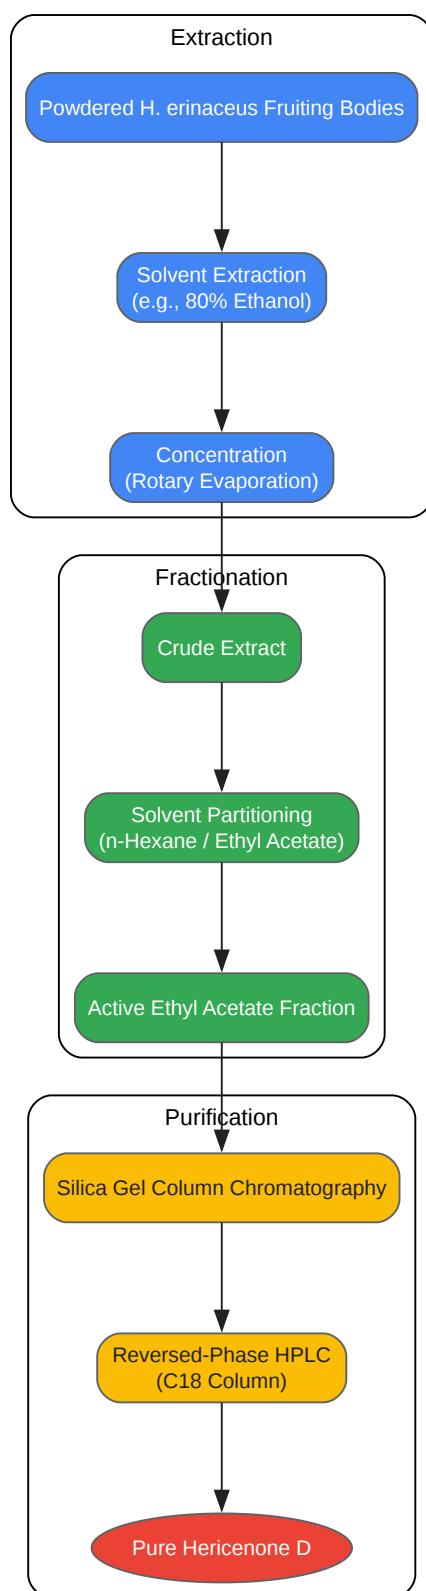 Extraction
Powdered H. erinaceus Fruiting Bodies
Solvent Extraction
(e.g., 80% Ethanol)
Concentration
(Rotary Evaporation)
Fractionation
Crude Extract
Solvent Partitioning
(n-Hexane / Ethyl Acetate)
Active Ethyl Acetate Fraction
Purification
Silica Gel Column Chromatography
Reversed-Phase HPLC
(C18 Column)
Pure Hericenone D